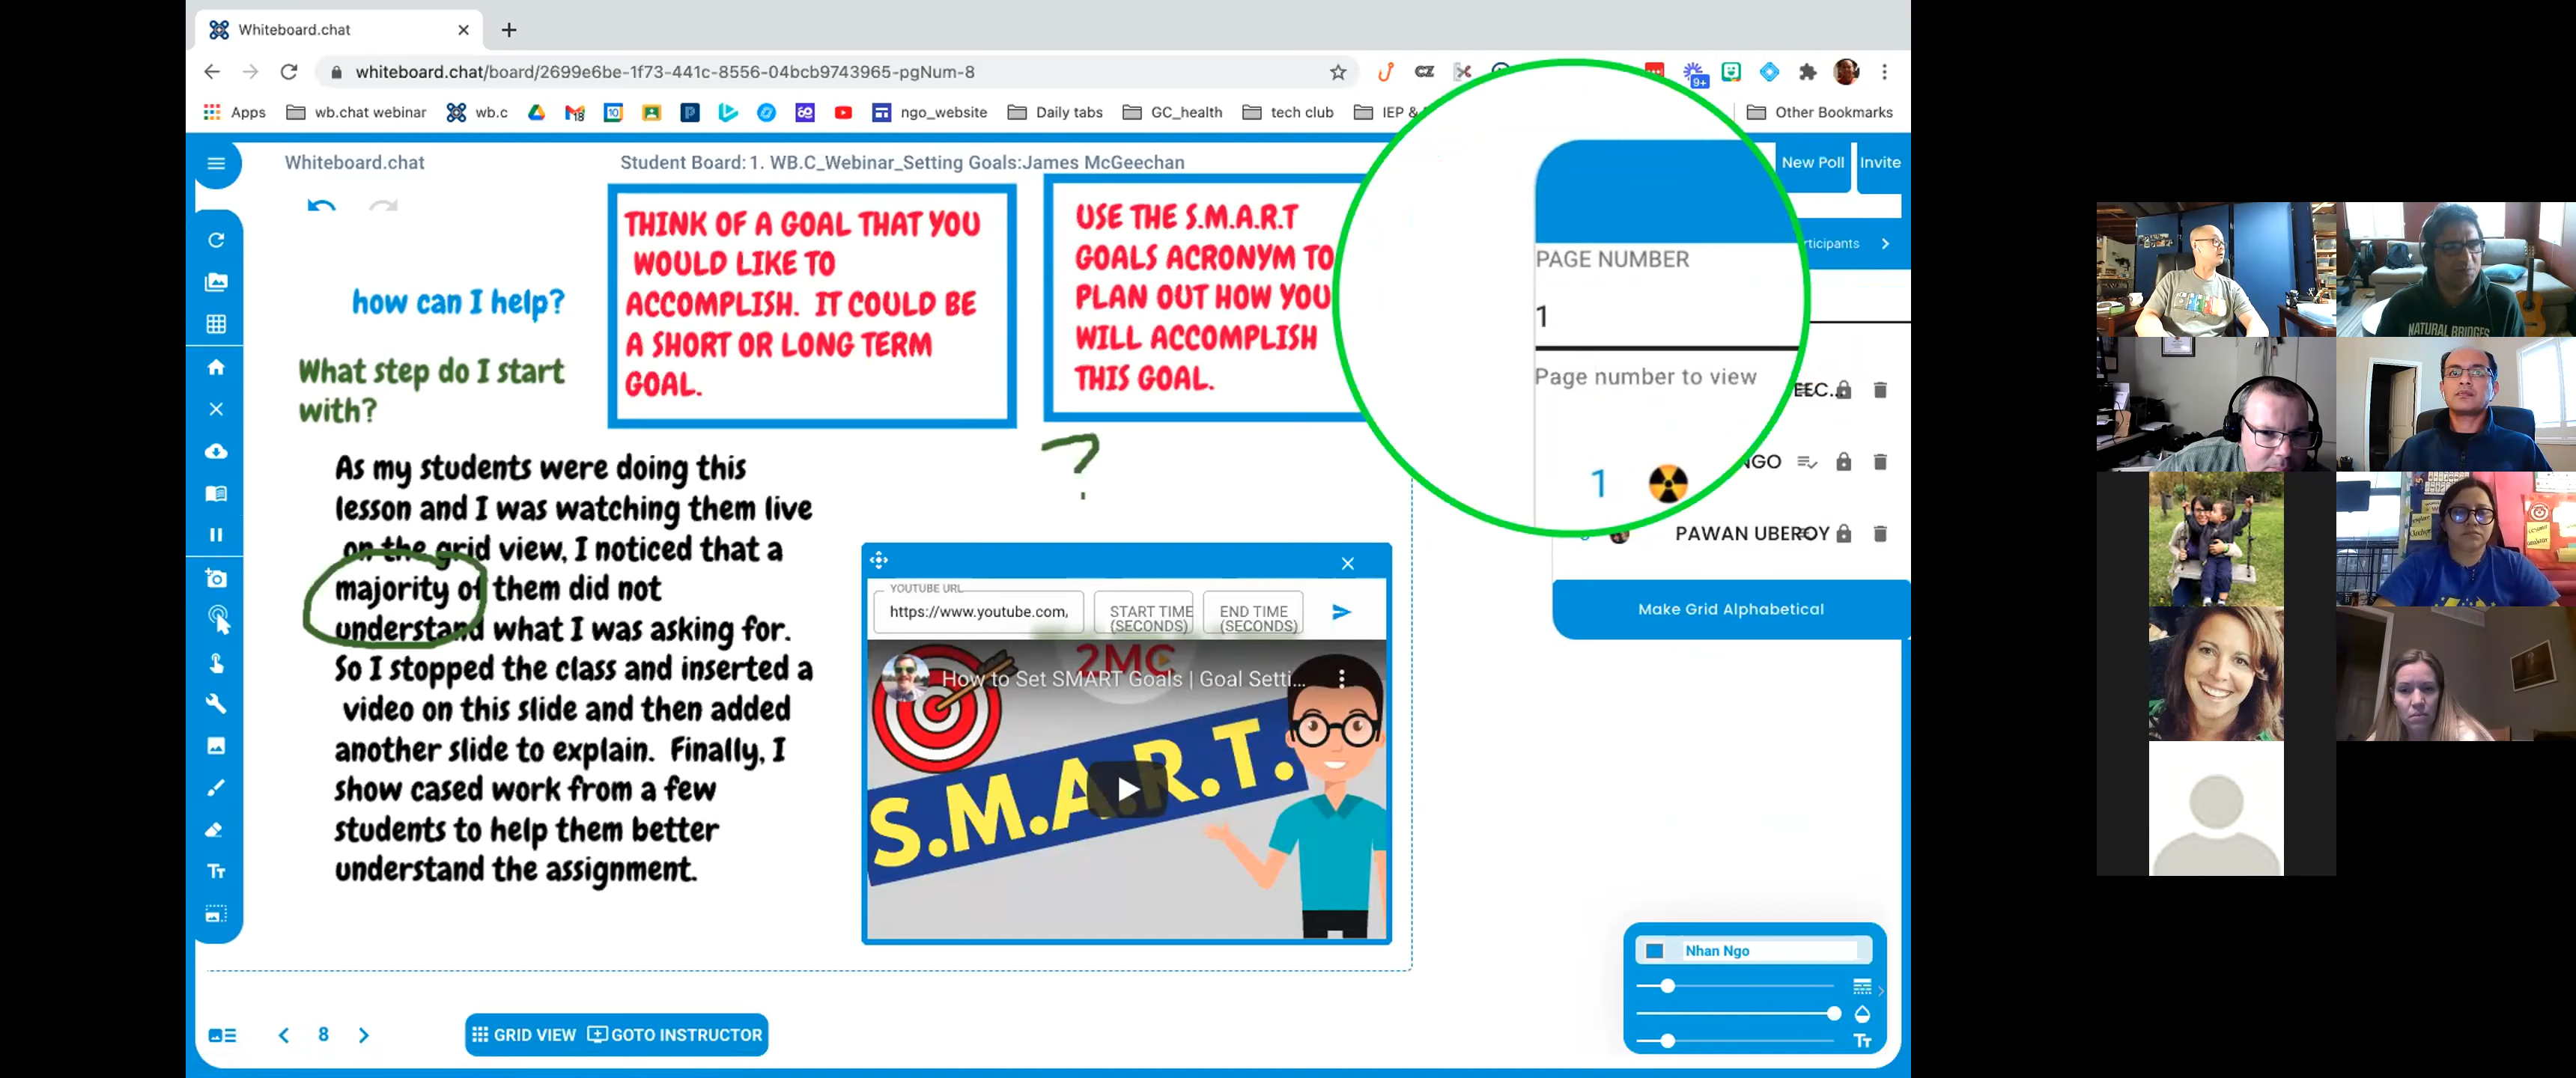 Whiteboard.chat
whiteboard.chat/board/2699e6be-1f73-441c-8556-04bcb9743965-pgNum-8
CZ
9+
Apps
wb.chat webinar
wb.c
ngo_website
Daily tabs
GC_health
tech club
IEP &
Other Bookmarks
Whiteboard.chat
Student Board: 1. WB.C_Webinar_Setting Goals:James McGeechan
New Poll
Invite
rticipants
how can I help?
What step do I start
with?
THINK OF A GOAL THAT YOU
WOULD LIKE TO
ACCOMPLISH. IT COULD BE
A SHORT OR LONG TERM
GOAL.
USE THE S.M.A.R.T
GOALS ACRONYM TO
PLAN OUT HOW YOU
WILL ACCOMPLISH
THIS GOAL.
?
PAGE NUMBER
1
Page number to view
1
EEC...
NGO
PAWAN UBEROY
Make Grid Alphabetical
As my students were doing this
lesson and I was watching them live
on the grid view, I noticed that a
majority of them did not
understand what I was asking for.
So I stopped the class and inserted a
video on this slide and then added
another slide to explain. Finally, I
show cased work from a few
students to help them better
understand the assignment.
YOUTUBE URL
https://www.youtube.com,
START TIME
(SECONDS)
END TIME
(SECONDS)
2MC
How to Set SMART Goals | Goal Setti...
S.M.A.R.T.
8
GRID VIEW
GOTO INSTRUCTOR
Nhan Ngo
Tт
NATURAL BRIDGES